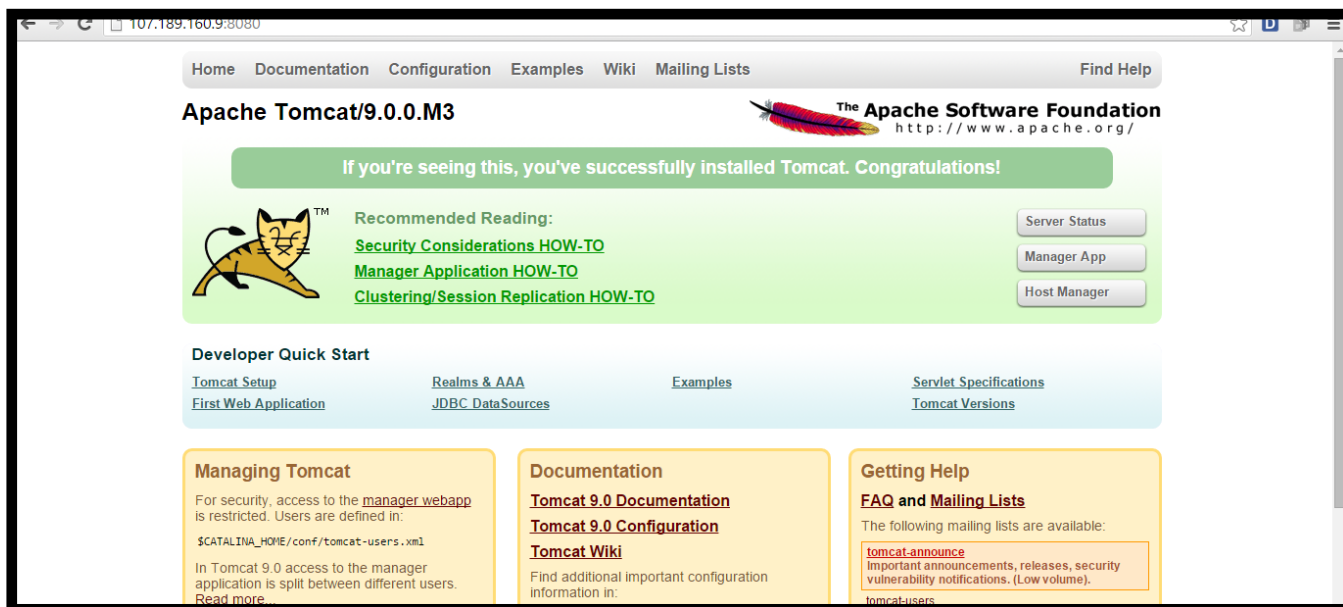 107.189.160.9:8080
Home Documentation Configuration Examples Wiki Mailing Lists Find Help
Apache Tomcat/9.0.0.M3
The Apache Software Foundation
http://www.apache.org/
If you're seeing this, you've successfully installed Tomcat. Congratulations!
TM
Recommended Reading:
Security Considerations HOW-TO
Manager Application HOW-TO
Clustering/Session Replication HOW-TO
Server Status
Manager App
Host Manager
Developer Quick Start
Tomcat Setup
First Web Application
Realms & AAA
JDBC DataSources
Examples
Servlet Specifications
Tomcat Versions
Managing Tomcat
For security, access to the manager webapp
is restricted. Users are defined in:
$CATALINA_HOME/conf/tomcat-users.xml
In Tomcat 9.0 access to the manager
application is split between different users.
Read more...
Documentation
Tomcat 9.0 Documentation
Tomcat 9.0 Configuration
Tomcat Wiki
Find additional important configuration
information in:
Getting Help
FAQ and Mailing Lists
The following mailing lists are available:
tomcat-announce
Important announcements, releases, security
vulnerability notifications. (Low volume).
tomcat-users